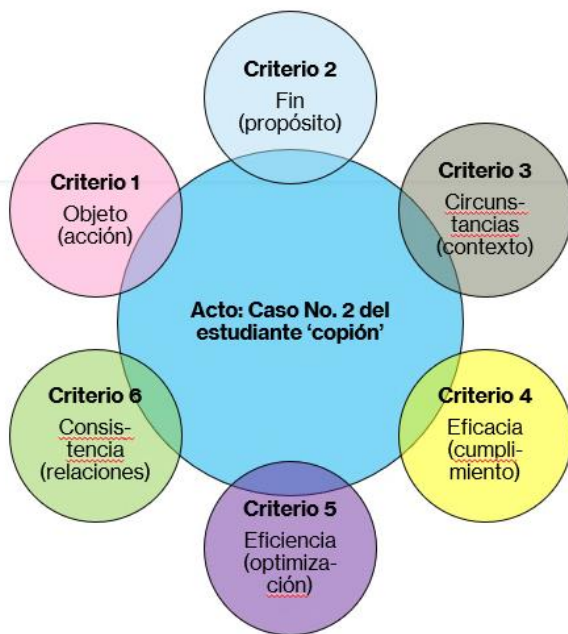 Criterio 1
Objeto
(acción)
Criterio 2
Fin
(propósito)
Criterio 3
Circuns-
tancias
(contexto)
Acto: Caso No. 2 del
estudiante ‘copión’
Criterio 4
Eficacia
(cumpli-
miento)
Criterio 5
Eficiencia
(optimiza-
ción)
Criterio 6
Consis-
tencia
(relaciones)